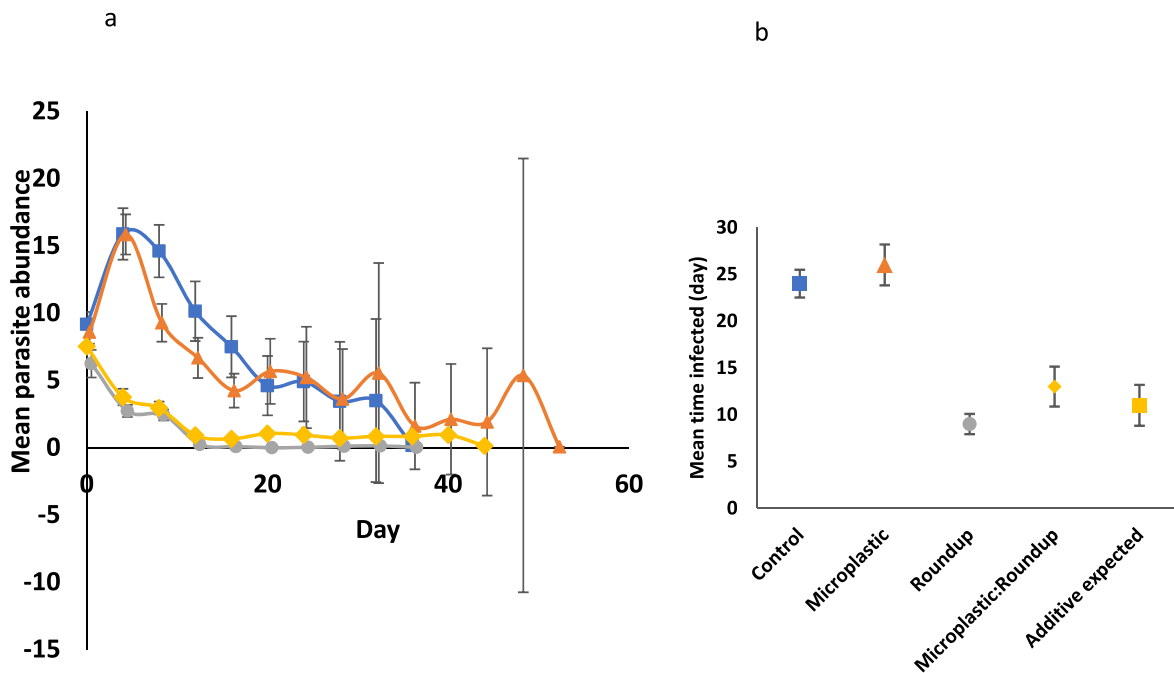 a
b
25
20
15
10
5
0
-5
-10
-15
Mean parasite abundance
0
20
40
60
Day
30
25
20
15
10
5
0
Mean time infected (day)
Control
Microplastic
Roundup
Microplastic:Roundup
Additive expected